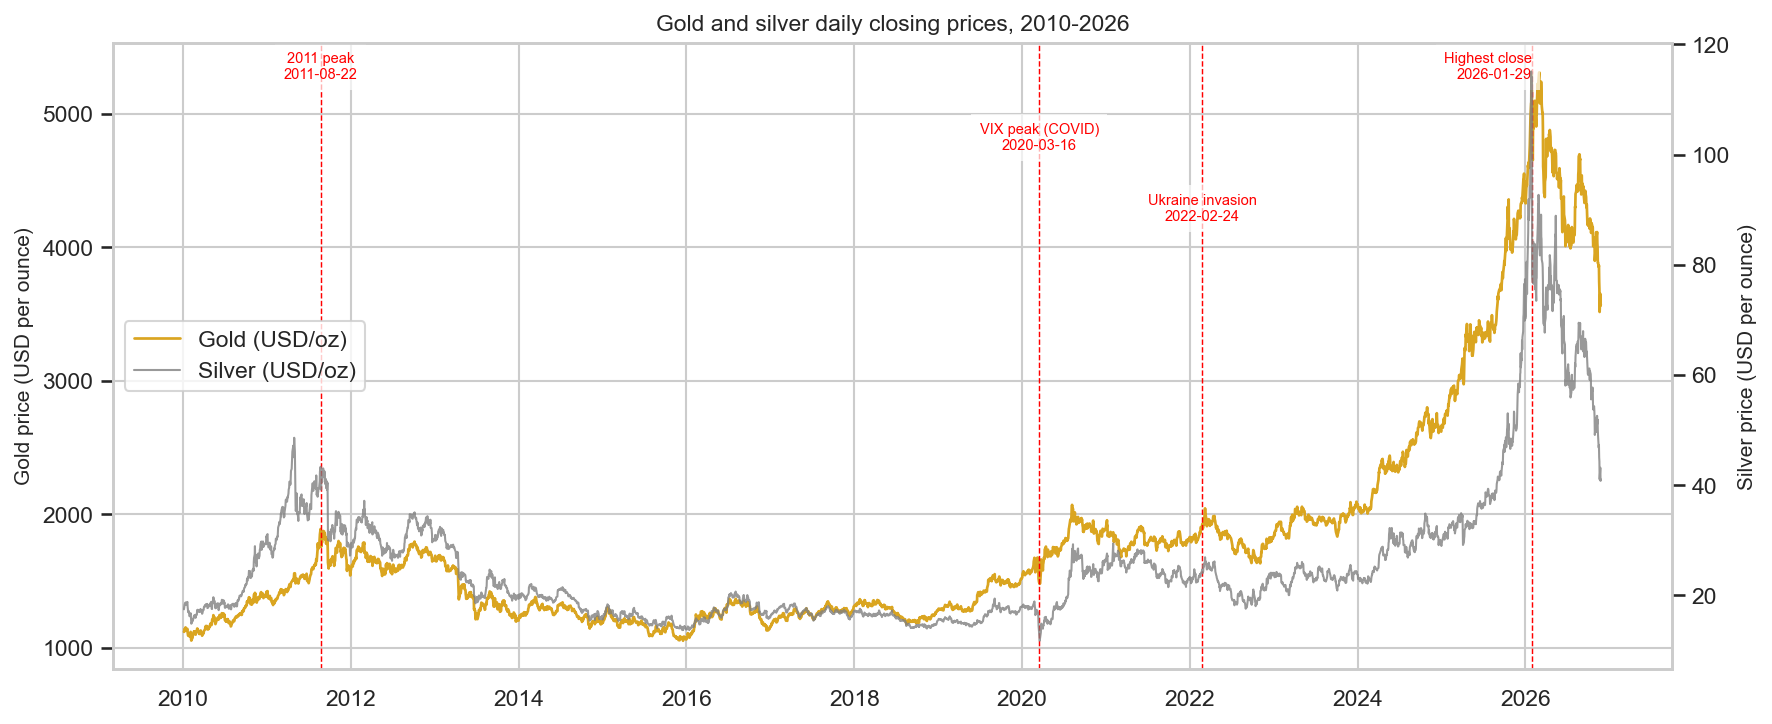 Gold and silver daily closing prices, 2010-2026
2011 peak
2011-08-22
VIX peak (COVID)
2020-03-16
Ukraine invasion
2022-02-24
Highest close
2026-01-29
Gold (USD/oz)
Silver (USD/oz)
Gold price (USD per ounce)
5000
4000
3000
2000
1000
Silver price (USD per ounce)
120
100
80
60
40
20
2010
2012
2014
2016
2018
2020
2022
2024
2026